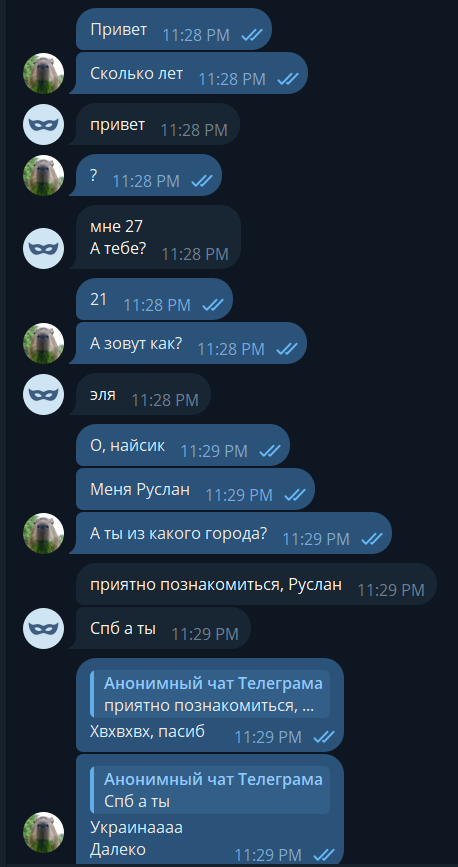 Привет 11:28 PM
Сколько лет 11:28 PM
привет 11:28 PM
? 11:28 PM
мне 27
А тебе? 11:28 PM
21 11:28 PM
А зовут как? 11:28 PM
эля 11:28 PM
О, найсик 11:29 PM
Меня Руслан 11:29 PM
А ты из какого города? 11:29 PM
приятно познакомиться, Руслан 11:29 PM
Спб а ты 11:29 PM
Анонимный чат Телеграма
приятно познакомиться, ...
Хвхвхвх, пасиб 11:29 PM
Анонимный чат Телеграма
Спб а ты
Украинаааа
Далеко 11:29 PM